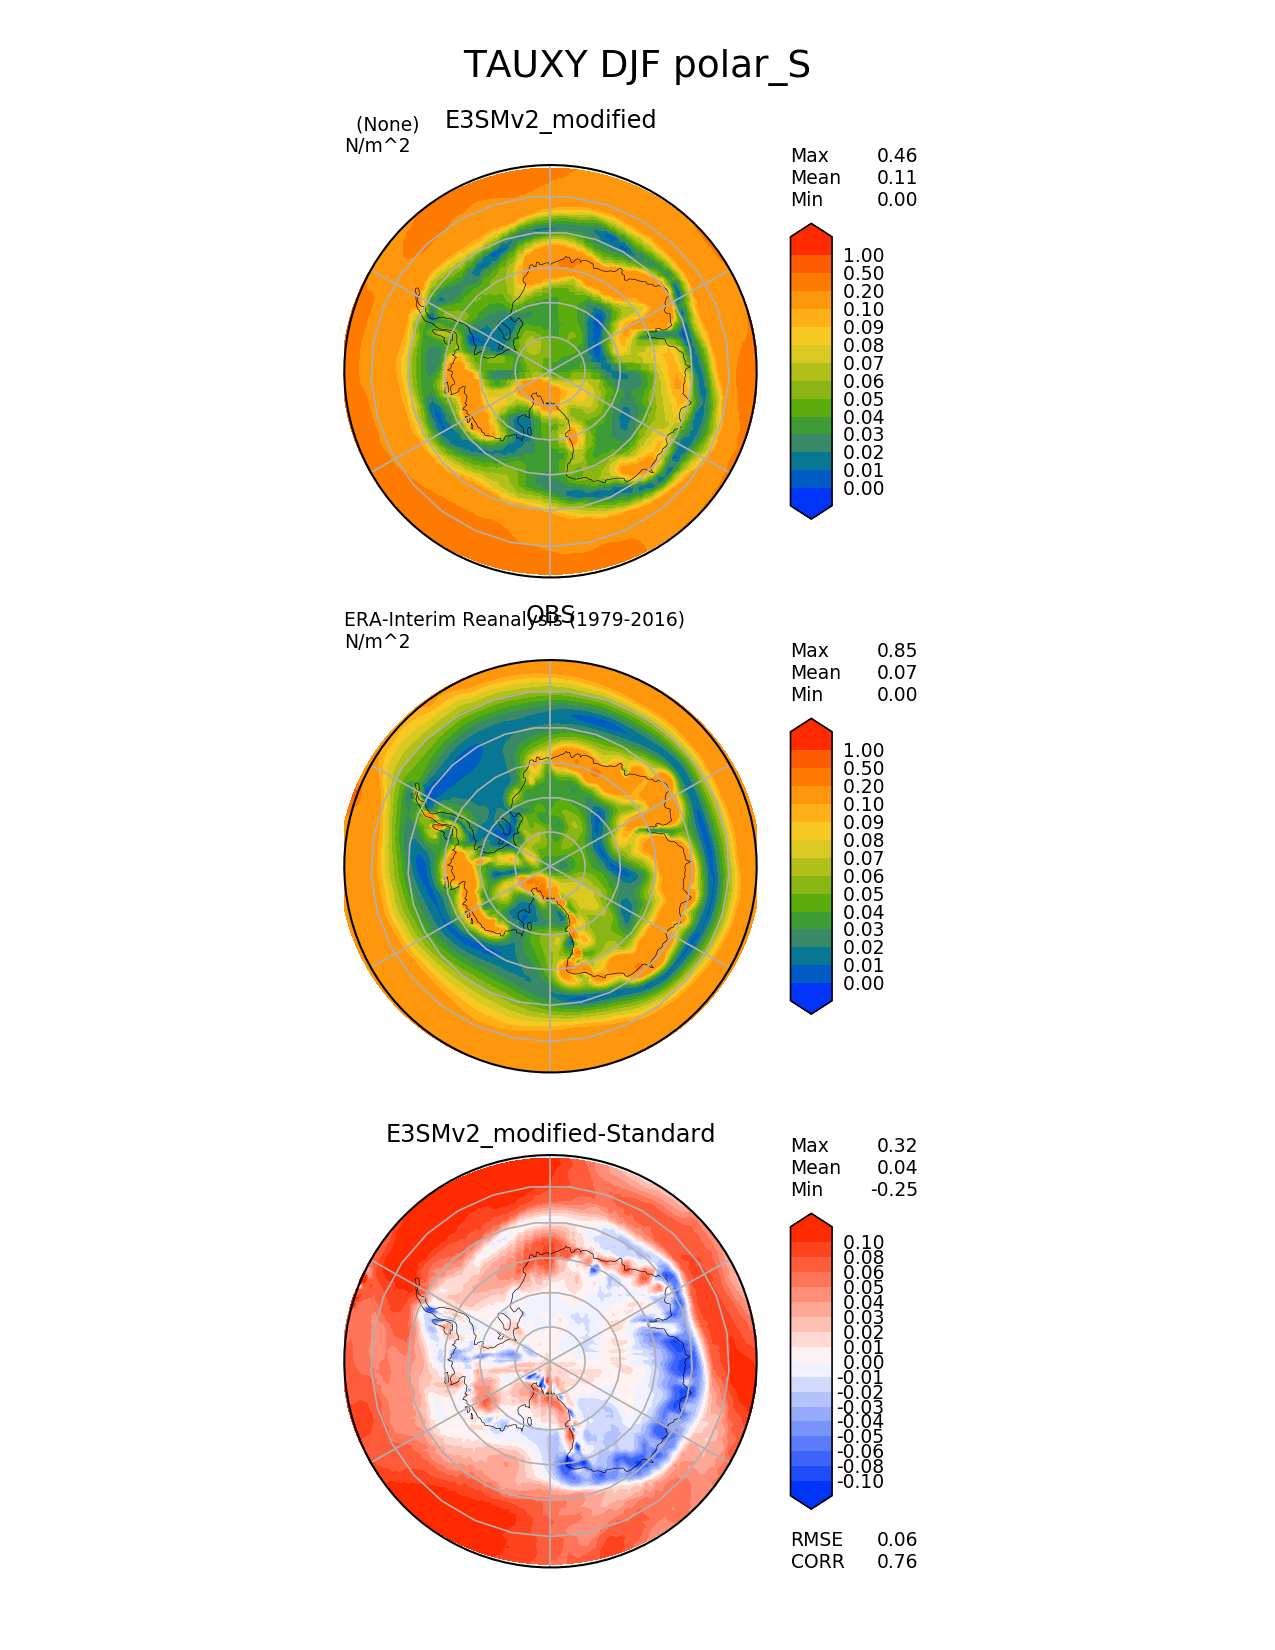 TAUXY DJF polar_S
E3SMv2_modified
(None)
N/m^2
Max 0.46
Mean 0.11
Min 0.00
1.00
0.50
0.20
0.10
0.09
0.08
0.07
0.06
0.05
0.04
0.03
0.02
0.01
0.00
OBS
ERA-Interim Reanalysis (1979-2016)
N/m^2
Max 0.85
Mean 0.07
Min 0.00
1.00
0.50
0.20
0.10
0.09
0.08
0.07
0.06
0.05
0.04
0.03
0.02
0.01
0.00
E3SMv2_modified-Standard
Max 0.32
Mean 0.04
Min -0.25
0.10
0.08
0.06
0.05
0.04
0.03
0.02
0.01
0.00
-0.01
-0.02
-0.03
-0.04
-0.05
-0.06
-0.08
-0.10
RMSE 0.06
CORR 0.76